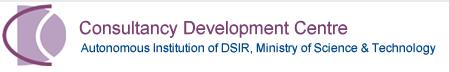 Consultancy Development Centre
Autonomous Institution of DSIR, Ministry of Science & Technology